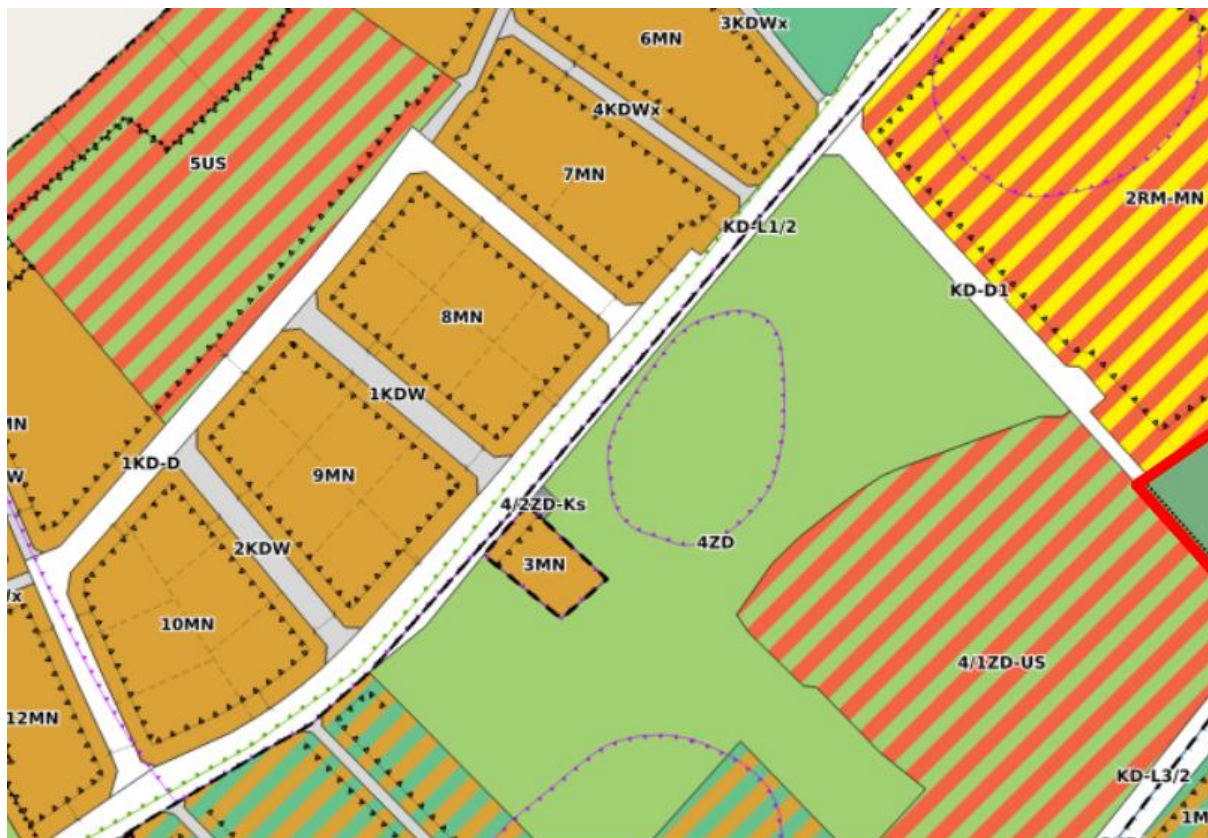 3KDWx
6MN
4KDWx
5US
7MN
2RM-MN
KD-L1/2
KD-D1
8MN
1KDW
MN
1KD-D
9MN
W
4/2ZD-Ks
2KDW
4ZD
3MN
/x
10MN
4/1ZD-US
12MN
KD-L3/2
1M